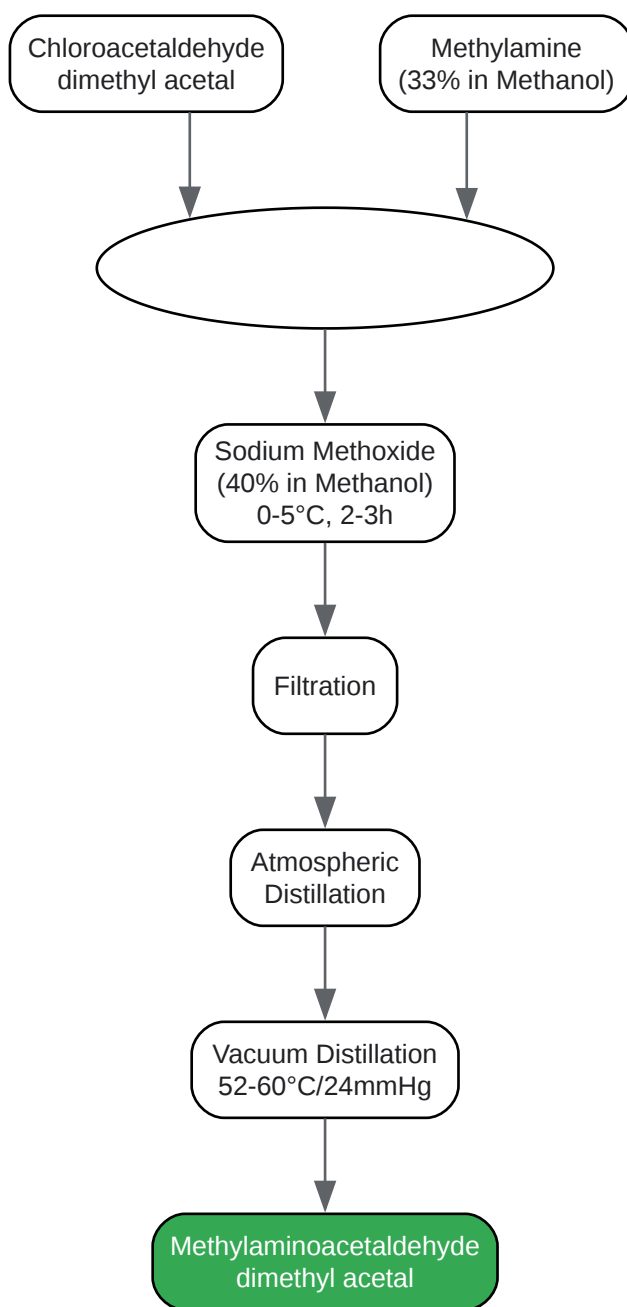 Chloroacetaldehyde
dimethyl acetal
Methylamine
(33% in Methanol)
Sodium Methoxide
(40% in Methanol)
0-5°C, 2-3h
Filtration
Atmospheric
Distillation
Vacuum Distillation
52-60°C/24mmHg
Methylaminoacetaldehyde
dimethyl acetal